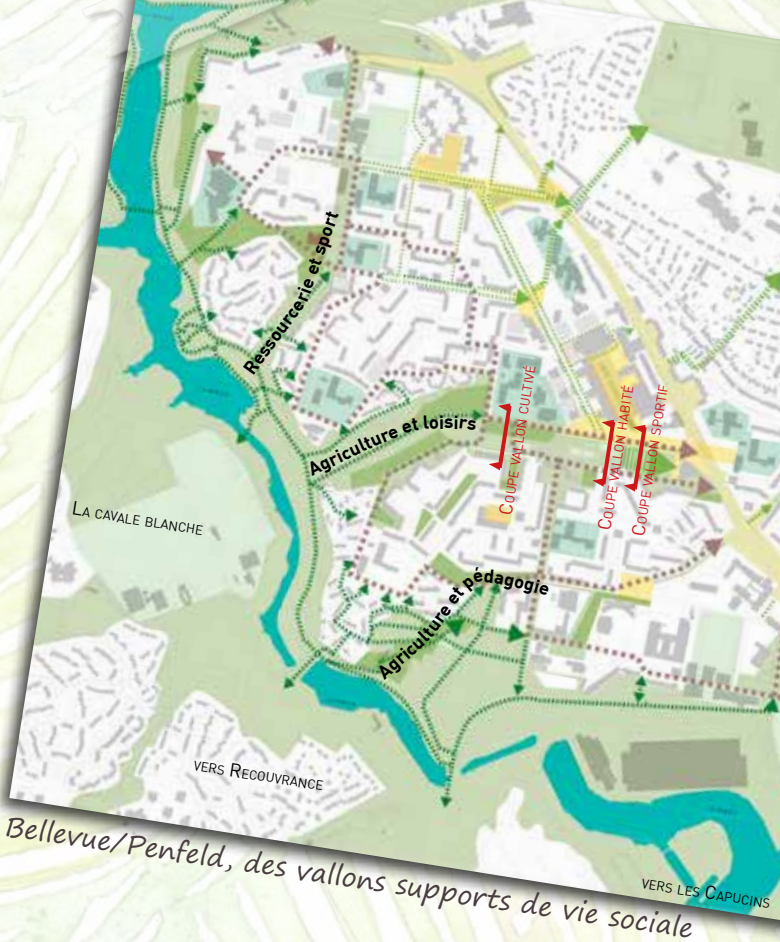 Ressourcerie et sport
Agriculture et loisirs
COUPE VALLON CULTIVÉ
COUPE VALLON HABITÉ
COUPE VALLON SPORTIF
LA CAVALE BLANCHE
Agriculture et pédagogie
VERS RECOUVRANCE
VERS LES CAPUCINS
Bellevue/Penfeld, des vallons supports de vie sociale